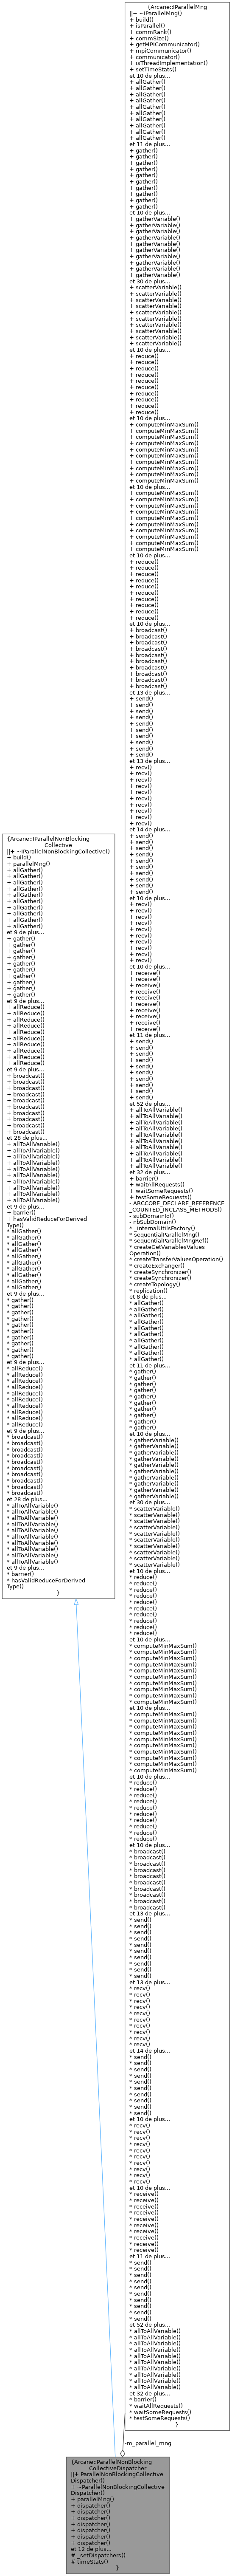 {Arcane::IParallelMng
||+ ~IParallelMng()
+ build()
+ isParallel()
+ commRank()
+ commSize()
+ getMPICommunicator()
+ mpiCommunicator()
+ communicator()
+ isThreadImplementation()
+ setTimeStats()
et 10 de plus...
+ allGather()
+ allGather()
+ allGather()
+ allGather()
+ allGather()
+ allGather()
+ allGather()
+ allGather()
+ allGather()
+ allGather()
et 11 de plus...
+ gather()
+ gather()
+ gather()
+ gather()
+ gather()
+ gather()
+ gather()
+ gather()
+ gather()
+ gather()
et 10 de plus...
+ gatherVariable()
+ gatherVariable()
+ gatherVariable()
+ gatherVariable()
+ gatherVariable()
+ gatherVariable()
+ gatherVariable()
+ gatherVariable()
+ gatherVariable()
+ gatherVariable()
et 30 de plus...
+ scatterVariable()
+ scatterVariable()
+ scatterVariable()
+ scatterVariable()
+ scatterVariable()
+ scatterVariable()
+ scatterVariable()
+ scatterVariable()
+ scatterVariable()
+ scatterVariable()
et 10 de plus...
+ reduce()
+ reduce()
+ reduce()
+ reduce()
+ reduce()
+ reduce()
+ reduce()
+ reduce()
+ reduce()
+ reduce()
et 10 de plus...
+ computeMinMaxSum()
+ computeMinMaxSum()
+ computeMinMaxSum()
+ computeMinMaxSum()
+ computeMinMaxSum()
+ computeMinMaxSum()
+ computeMinMaxSum()
+ computeMinMaxSum()
+ computeMinMaxSum()
+ computeMinMaxSum()
et 10 de plus...
+ computeMinMaxSum()
+ computeMinMaxSum()
+ computeMinMaxSum()
+ computeMinMaxSum()
+ computeMinMaxSum()
+ computeMinMaxSum()
+ computeMinMaxSum()
+ computeMinMaxSum()
+ computeMinMaxSum()
+ computeMinMaxSum()
et 10 de plus...
+ reduce()
+ reduce()
+ reduce()
+ reduce()
+ reduce()
+ reduce()
+ reduce()
+ reduce()
+ reduce()
+ reduce()
et 10 de plus...
+ broadcast()
+ broadcast()
+ broadcast()
+ broadcast()
+ broadcast()
+ broadcast()
+ broadcast()
+ broadcast()
+ broadcast()
+ broadcast()
et 13 de plus...
+ send()
+ send()
+ send()
+ send()
+ send()
+ send()
+ send()
+ send()
+ send()
+ send()
et 13 de plus...
+ recv()
+ recv()
+ recv()
+ recv()
+ recv()
+ recv()
+ recv()
+ recv()
+ recv()
+ recv()
et 14 de plus...
+ send()
+ send()
+ send()
+ send()
+ send()
+ send()
+ send()
+ send()
+ send()
+ send()
et 10 de plus...
+ recv()
+ recv()
+ recv()
+ recv()
+ recv()
+ recv()
+ recv()
+ recv()
+ recv()
+ recv()
et 10 de plus...
+ receive()
+ receive()
+ receive()
+ receive()
+ receive()
+ receive()
+ receive()
+ receive()
+ receive()
+ receive()
et 11 de plus...
+ send()
+ send()
+ send()
+ send()
+ send()
+ send()
+ send()
+ send()
+ send()
+ send()
et 52 de plus...
+ allToAllVariable()
+ allToAllVariable()
+ allToAllVariable()
+ allToAllVariable()
+ allToAllVariable()
+ allToAllVariable()
+ allToAllVariable()
+ allToAllVariable()
+ allToAllVariable()
+ allToAllVariable()
et 32 de plus...
+ barrier()
+ waitAllRequests()
+ waitSomeRequests()
+ testSomeRequests()
- ARCCORE_DECLARE_REFERENCE
_COUNTED_INCLASS_METHODS()
- subDomainId()
- nbSubDomain()
* _internalUtilsFactory()
* sequentialParallelMng()
* sequentialParallelMngRef()
* createGetVariablesValues
Operation()
* createTransferValuesOperation()
* createExchanger()
* createSynchronizer()
* createSynchronizer()
* createTopology()
* replication()
et 8 de plus...
* allGather()
* allGather()
* allGather()
* allGather()
* allGather()
* allGather()
* allGather()
* allGather()
* allGather()
* allGather()
et 11 de plus...
* gather()
* gather()
* gather()
* gather()
* gather()
* gather()
* gather()
* gather()
* gather()
* gather()
et 10 de plus...
* gatherVariable()
* gatherVariable()
* gatherVariable()
* gatherVariable()
* gatherVariable()
* gatherVariable()
* gatherVariable()
* gatherVariable()
* gatherVariable()
* gatherVariable()
et 30 de plus...
* scatterVariable()
* scatterVariable()
* scatterVariable()
* scatterVariable()
* scatterVariable()
* scatterVariable()
* scatterVariable()
* scatterVariable()
* scatterVariable()
* scatterVariable()
et 10 de plus...
* reduce()
* reduce()
* reduce()
* reduce()
* reduce()
* reduce()
* reduce()
* reduce()
* reduce()
* reduce()
et 10 de plus...
* computeMinMaxSum()
* computeMinMaxSum()
* computeMinMaxSum()
* computeMinMaxSum()
* computeMinMaxSum()
* computeMinMaxSum()
* computeMinMaxSum()
* computeMinMaxSum()
* computeMinMaxSum()
* computeMinMaxSum()
et 10 de plus...
* computeMinMaxSum()
* computeMinMaxSum()
* computeMinMaxSum()
* computeMinMaxSum()
* computeMinMaxSum()
* computeMinMaxSum()
* computeMinMaxSum()
* computeMinMaxSum()
* computeMinMaxSum()
* computeMinMaxSum()
et 10 de plus...
* reduce()
* reduce()
* reduce()
* reduce()
* reduce()
* reduce()
* reduce()
* reduce()
* reduce()
* reduce()
et 10 de plus...
* broadcast()
* broadcast()
* broadcast()
* broadcast()
* broadcast()
* broadcast()
* broadcast()
* broadcast()
* broadcast()
* broadcast()
et 13 de plus...
* send()
* send()
* send()
* send()
* send()
* send()
* send()
* send()
* send()
* send()
et 13 de plus...
* recv()
* recv()
* recv()
* recv()
* recv()
* recv()
* recv()
* recv()
* recv()
* recv()
et 14 de plus...
* send()
* send()
* send()
* send()
* send()
* send()
* send()
* send()
* send()
* send()
et 10 de plus...
* recv()
* recv()
* recv()
* recv()
* recv()
* recv()
* recv()
* recv()
* recv()
* recv()
et 10 de plus...
* receive()
* receive()
* receive()
* receive()
* receive()
* receive()
* receive()
* receive()
* receive()
* receive()
et 11 de plus...
* send()
* send()
* send()
* send()
* send()
* send()
* send()
* send()
* send()
* send()
et 52 de plus...
* allToAllVariable()
* allToAllVariable()
* allToAllVariable()
* allToAllVariable()
* allToAllVariable()
* allToAllVariable()
* allToAllVariable()
* allToAllVariable()
* allToAllVariable()
* allToAllVariable()
et 32 de plus...
* barrier()
* waitAllRequests()
* waitSomeRequests()
* testSomeRequests()
}
{Arcane::IParallelNonBlocking
Collective
||+ ~IParallelNonBlockingCollective()
+ build()
+ parallelMng()
+ allGather()
+ allGather()
+ allGather()
+ allGather()
+ allGather()
+ allGather()
+ allGather()
+ allGather()
+ allGather()
+ allGather()
et 9 de plus...
+ gather()
+ gather()
+ gather()
+ gather()
+ gather()
+ gather()
+ gather()
+ gather()
+ gather()
+ gather()
et 9 de plus...
+ allReduce()
+ allReduce()
+ allReduce()
+ allReduce()
+ allReduce()
+ allReduce()
+ allReduce()
+ allReduce()
+ allReduce()
+ allReduce()
et 9 de plus...
+ broadcast()
+ broadcast()
+ broadcast()
+ broadcast()
+ broadcast()
+ broadcast()
+ broadcast()
+ broadcast()
+ broadcast()
+ broadcast()
et 28 de plus...
+ allToAllVariable()
+ allToAllVariable()
+ allToAllVariable()
+ allToAllVariable()
+ allToAllVariable()
+ allToAllVariable()
+ allToAllVariable()
+ allToAllVariable()
+ allToAllVariable()
+ allToAllVariable()
et 9 de plus...
+ barrier()
+ hasValidReduceForDerived
Type()
* allGather()
* allGather()
* allGather()
* allGather()
* allGather()
* allGather()
* allGather()
* allGather()
* allGather()
* allGather()
et 9 de plus...
* gather()
* gather()
* gather()
* gather()
* gather()
* gather()
* gather()
* gather()
* gather()
* gather()
et 9 de plus...
* allReduce()
* allReduce()
* allReduce()
* allReduce()
* allReduce()
* allReduce()
* allReduce()
* allReduce()
* allReduce()
* allReduce()
et 9 de plus...
* broadcast()
* broadcast()
* broadcast()
* broadcast()
* broadcast()
* broadcast()
* broadcast()
* broadcast()
* broadcast()
* broadcast()
et 28 de plus...
* allToAllVariable()
* allToAllVariable()
* allToAllVariable()
* allToAllVariable()
* allToAllVariable()
* allToAllVariable()
* allToAllVariable()
* allToAllVariable()
* allToAllVariable()
* allToAllVariable()
et 9 de plus...
* barrier()
* hasValidReduceForDerived
Type()
}
-m_parallel_mng
{Arcane::ParallelNonBlocking
CollectiveDispatcher
||+ ParallelNonBlockingCollective
Dispatcher()
+ ~ParallelNonBlockingCollective
Dispatcher()
+ parallelMng()
+ dispatcher()
+ dispatcher()
+ dispatcher()
+ dispatcher()
+ dispatcher()
+ dispatcher()
+ dispatcher()
et 12 de plus...
# _setDispatchers()
# timeStats()
}